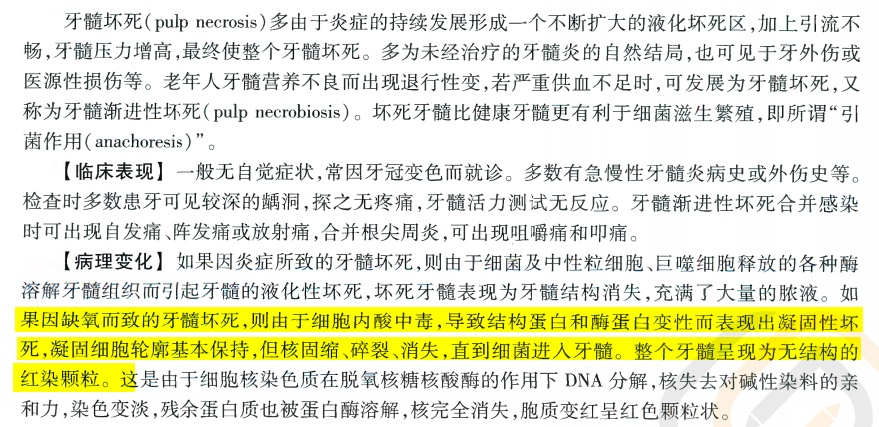 牙髓坏死(pulp necrosis)多由于炎症的持续发展形成一个不断扩大的液化坏死区,加上引流不
畅,牙髓压力增高,最终使整个牙髓坏死。多为未经治疗的牙髓炎的自然结局,也可见于牙外伤或
医源性损伤等。老年人牙髓营养不良而出现退行性变,若严重供血不足时,可发展为牙髓坏死,又
称为牙髓渐进性坏死(pulp necrobiosis)。坏死牙髓比健康牙髓更有利于细菌滋生繁殖,即所谓“引
菌作用(anachoresis)”。
【临床表现】 一般无自觉症状,常因牙冠变色而就诊。多数有急慢性牙髓炎病史或外伤史等。
检查时多数患牙可见较深的龋洞,探之无疼痛,牙髓活力测试无反应。牙髓渐进性坏死合并感染
时可出现自发痛、阵发痛或放射痛,合并根尖周炎,可出现咀嚼痛和叩痛。
【病理变化】 如果因炎症所致的牙髓坏死,则由于细菌及中性粒细胞、巨噬细胞释放的各种酶
溶解牙髓组织而引起牙髓的液化性坏死,坏死牙髓表现为牙髓结构消失,充满了大量的脓液。如
果因缺氧而致的牙髓坏死,则由于细胞内酸中毒,导致结构蛋白和酶蛋白变性而表现出凝固性坏
死,凝固细胞轮廓基本保持,但核固缩、碎裂、消失,直到细菌进入牙髓。整个牙髓呈现为无结构的
红染颗粒。这是由于细胞核染色质在脱氧核糖核酸酶的作用下 DNA 分解,核失去对碱性染料的亲
和力,染色变淡,残余蛋白质也被蛋白酶溶解,核完全消失,胞质变红呈红色颗粒状。